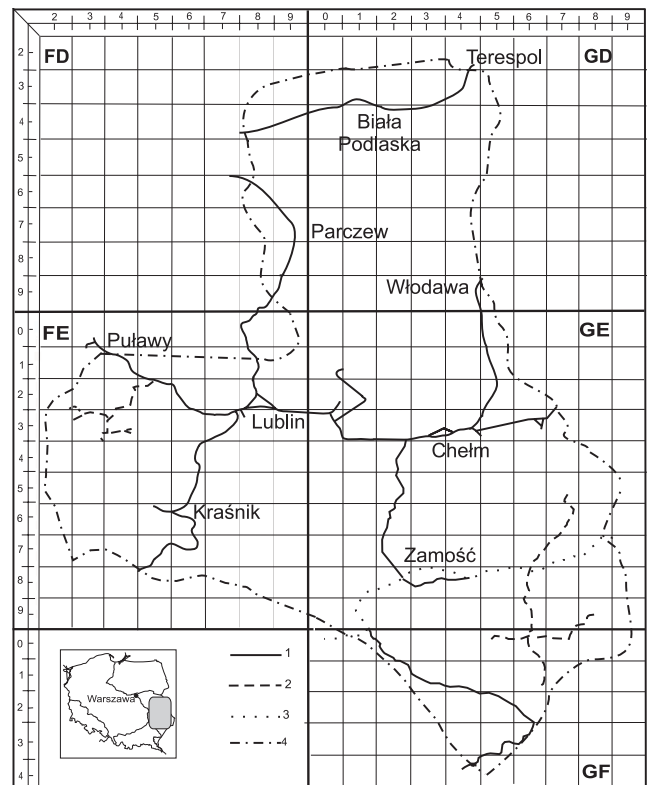 2 3 4 5 6 7 8 9 0 1 2 3 4 5 6 7 8 9
FD
GD
Terespol
2
3
Biała
Podlaska
4
5
6
Parczew
7
8
Włodawa
9
FE
GE
0
Puławy
1
2
Lublin
3
Chełm
4
5
Kraśnik
6
Zamość
7
8
9
0
1
1
Warszawa
2
2
3
3
4
4
GF